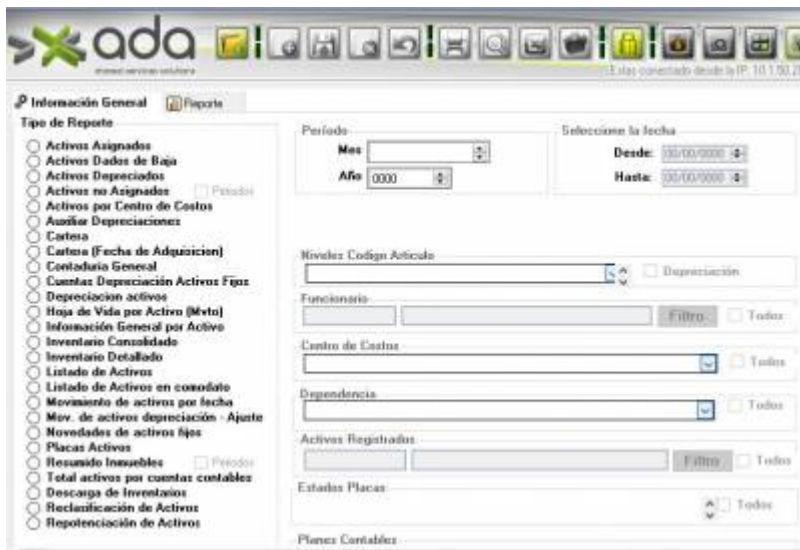 ada
Estas conectado desde la IP: 10.1.50.2
Información General
Reporte
Tipo de Reporte
Activos Asignados
Activos Dados de Baja
Activos Depreciados
Activos no Asignados
Periodos
Activos por Centro de Costos
Auxiliar Depreciaciones
Cartera
Cartera (Fecha de Adquisicion)
Contaduria General
Cuentas Depreciación Activos Fijos
Depreciacion activos
Hoja de Vida por Activo (Mvto)
Información General por Activo
Inventario Consolidado
Inventario Detallado
Listado de Activos
Listado de Activos en comodato
Movimiento de activos por fecha
Mov. de activos depreciación - Ajuste
Novedades de activos fijos
Placas Activos
Resumido Inmuebles
Periodos
Total activos por cuentas contables
Descarga de Inventarios
Reclasificación de Activos
Repotenciación de Activos
Período
Mes
Año
0000
Seleccione la fecha
Desde:
00/00/0000
Hasta:
00/00/0000
Niveles Codigo Articulo
Depreciación
Funcionario
Filtro
Todos
Centro de Costos
Todos
Dependencia
Todos
Activos Registrados
Filtro
Todos
Estados Placas
Todos
Planes Contables